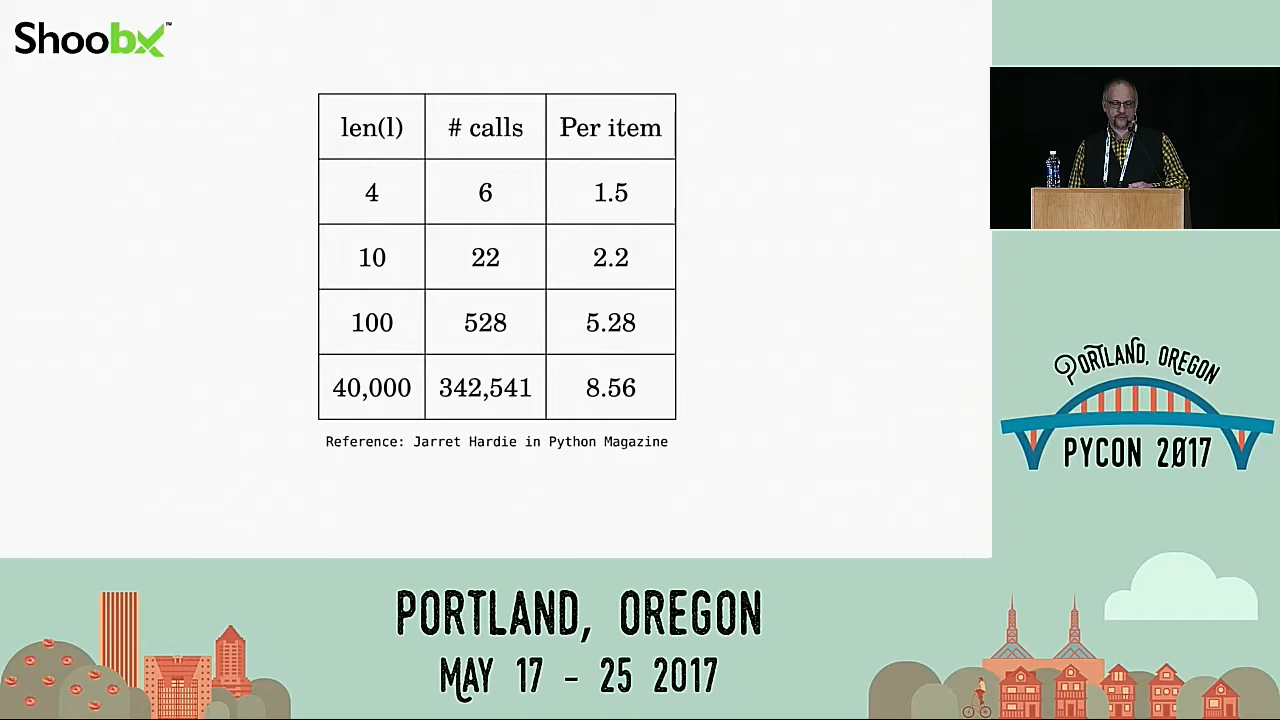 Shoobx™
len(l) # calls Per item
4 6 1.5
10 22 2.2
100 528 5.28
40,000 342,541 8.56
Reference: Jarret Hardie in Python Magazine
PORTLAND, OREGON
PYCON 2017
PORTLAND, OREGON
MAY 17 - 25 2017